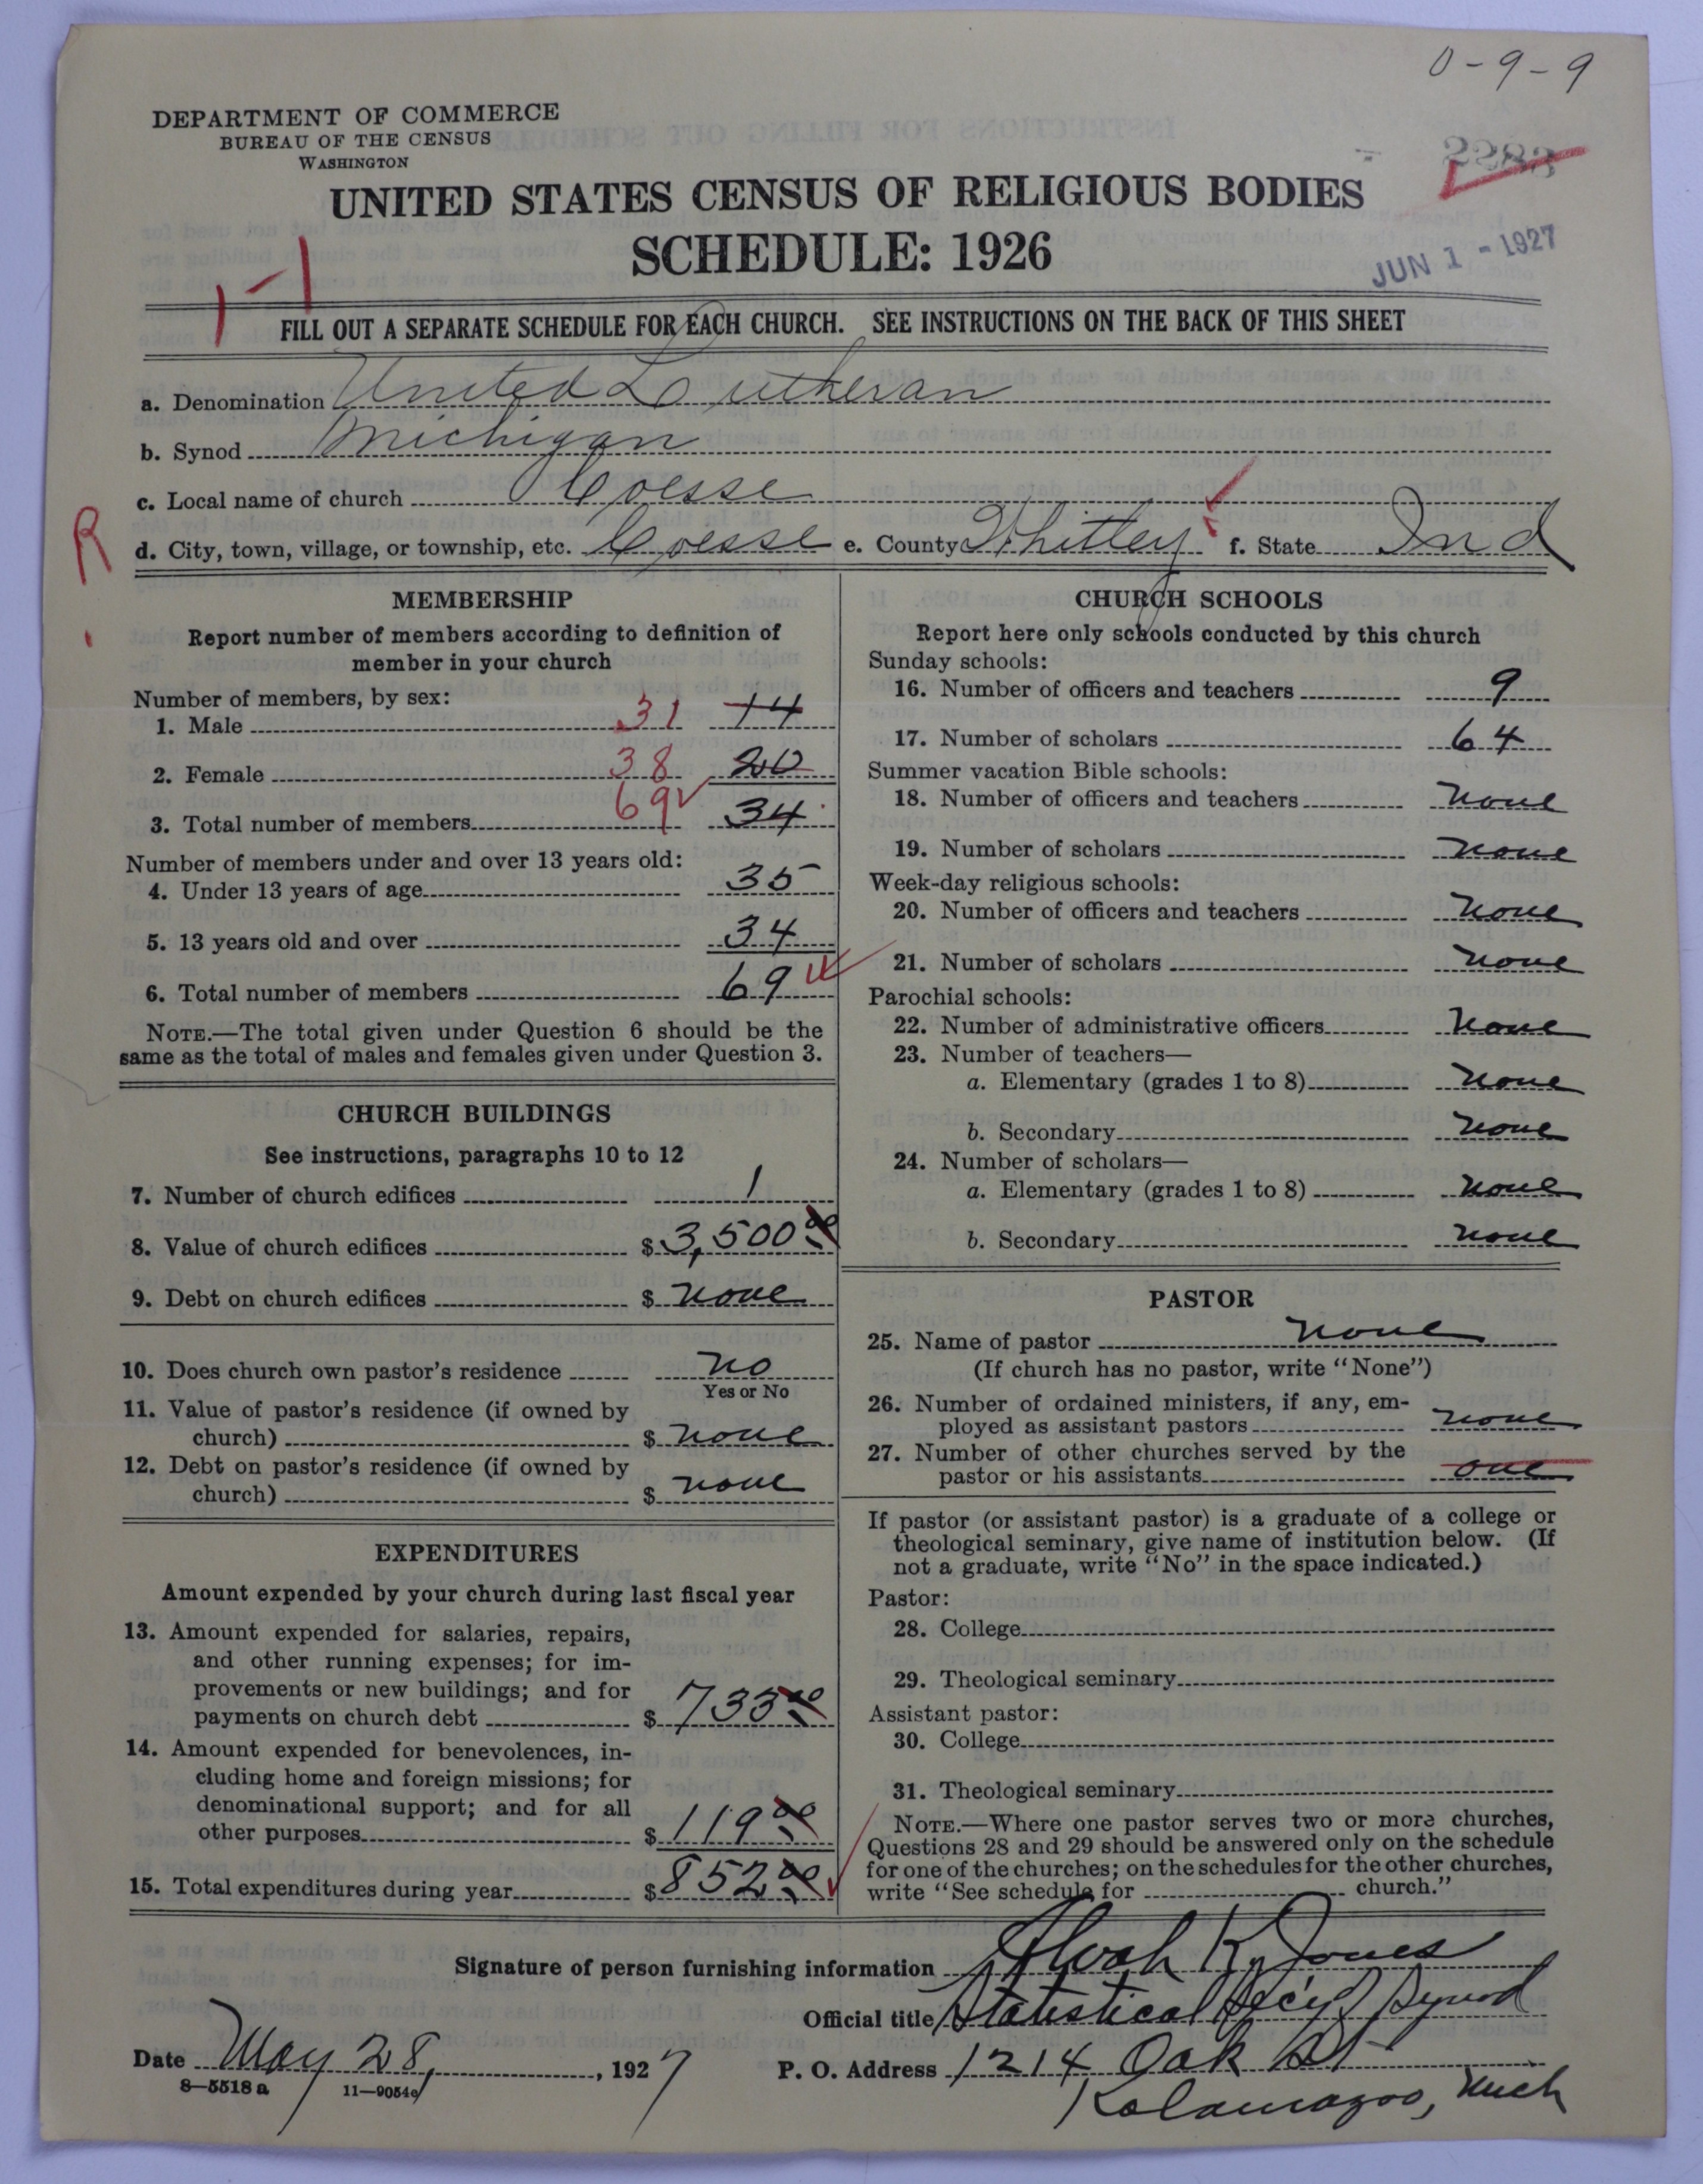 0-9-9
DEPARTMENT OF COMMERCE
BUREAU OF THE CENSUS
WASHINGTON
2283
UNITED STATES CENSUS OF RELIGIOUS BODIES
SCHEDULE: 1926
JUN 1 - 1927
1-1
FILL OUT A SEPARATE SCHEDULE FOR EACH CHURCH. SEE INSTRUCTIONS ON THE BACK OF THIS SHEET
a. Denomination United Lutheran
b. Synod Michigan
c. Local name of church Coesse
R
d. City, town, village, or township, etc. Coesse e. County Whitley f. State Ind
MEMBERSHIP
Report number of members according to definition of
member in your church
Number of members, by sex:
1. Male 31 14
2. Female 38 20
3. Total number of members 69 34
Number of members under and over 13 years old:
4. Under 13 years of age 35
5. 13 years old and over 34
6. Total number of members 69
NOTE.—The total given under Question 6 should be the
same as the total of males and females given under Question 3.
CHURCH BUILDINGS
See instructions, paragraphs 10 to 12
7. Number of church edifices 1
8. Value of church edifices $3,500 00
9. Debt on church edifices $ none
10. Does church own pastor's residence no
Yes or No
11. Value of pastor's residence (if owned by
church) $ none
12. Debt on pastor's residence (if owned by
church) $ none
EXPENDITURES
Amount expended by your church during last fiscal year
13. Amount expended for salaries, repairs,
and other running expenses; for im-
provements or new buildings; and for
payments on church debt $ 733 00
14. Amount expended for benevolences, in-
cluding home and foreign missions; for
denominational support; and for all
other purposes $ 119 00
15. Total expenditures during year $ 852 00
CHURCH SCHOOLS
Report here only schools conducted by this church
Sunday schools:
16. Number of officers and teachers 9
17. Number of scholars 64
Summer vacation Bible schools:
18. Number of officers and teachers none
19. Number of scholars none
Week-day religious schools:
20. Number of officers and teachers none
21. Number of scholars none
Parochial schools:
22. Number of administrative officers none
23. Number of teachers—
a. Elementary (grades 1 to 8) none
b. Secondary none
24. Number of scholars—
a. Elementary (grades 1 to 8) none
b. Secondary none
PASTOR
25. Name of pastor none
(If church has no pastor, write "None")
26. Number of ordained ministers, if any, em-
ployed as assistant pastors none
27. Number of other churches served by the
pastor or his assistants one
If pastor (or assistant pastor) is a graduate of a college or
theological seminary, give name of institution below. (If
not a graduate, write "No" in the space indicated.)
Pastor:
28. College
29. Theological seminary
Assistant pastor:
30. College
31. Theological seminary
NOTE.—Where one pastor serves two or more churches,
Questions 28 and 29 should be answered only on the schedule
for one of the churches; on the schedules for the other churches,
write "See schedule for church."
Signature of person furnishing information Alvah K. Jones
Official title Statistical Sec'y Synod
Date May 28, 1927 P. O. Address 1214 Oak St
8-5518a 11-9054
Kalamazoo, Mich